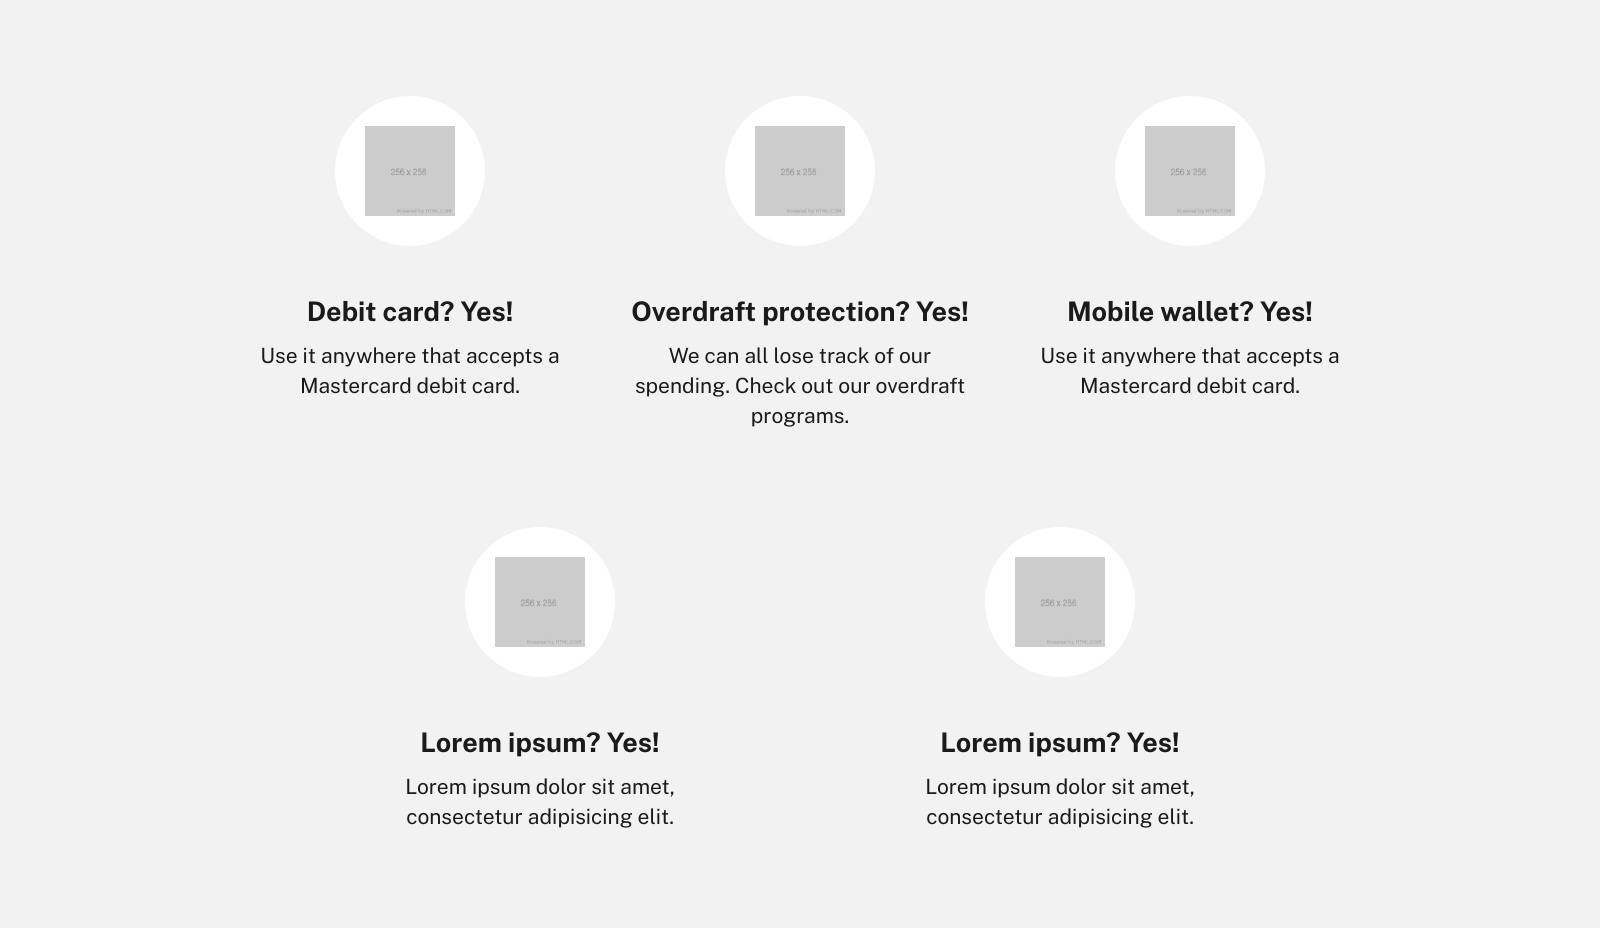 256 x 256
Powered by HTML.COM
256 x 256
Powered by HTML.COM
256 x 256
Powered by HTML.COM
Debit card? Yes!
Use it anywhere that accepts a
Mastercard debit card.
Overdraft protection? Yes!
We can all lose track of our
spending. Check out our overdraft
programs.
Mobile wallet? Yes!
Use it anywhere that accepts a
Mastercard debit card.
256 x 256
Powered by HTML.COM
256 x 256
Powered by HTML.COM
Lorem ipsum? Yes!
Lorem ipsum dolor sit amet,
consectetur adipisicing elit.
Lorem ipsum? Yes!
Lorem ipsum dolor sit amet,
consectetur adipisicing elit.